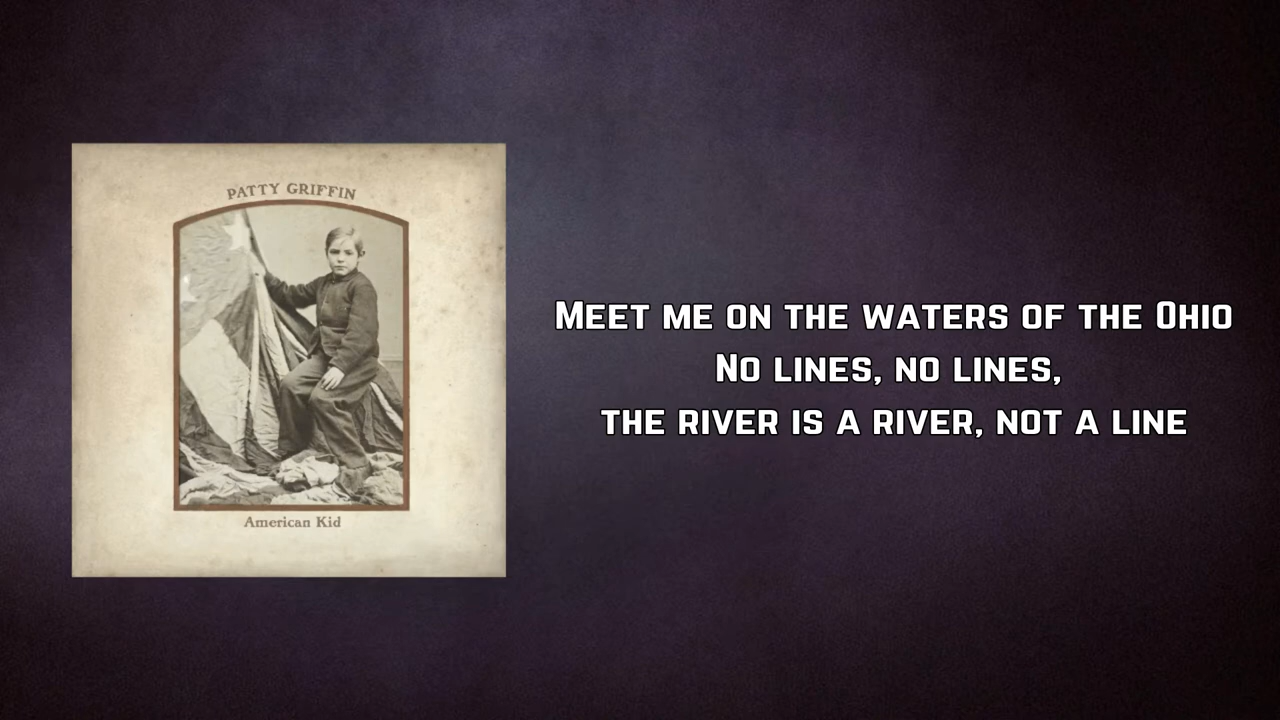 PATTY GRIFFIN
American Kid
Meet me on the waters of the Ohio
No lines, no lines,
the river is a river, not a line